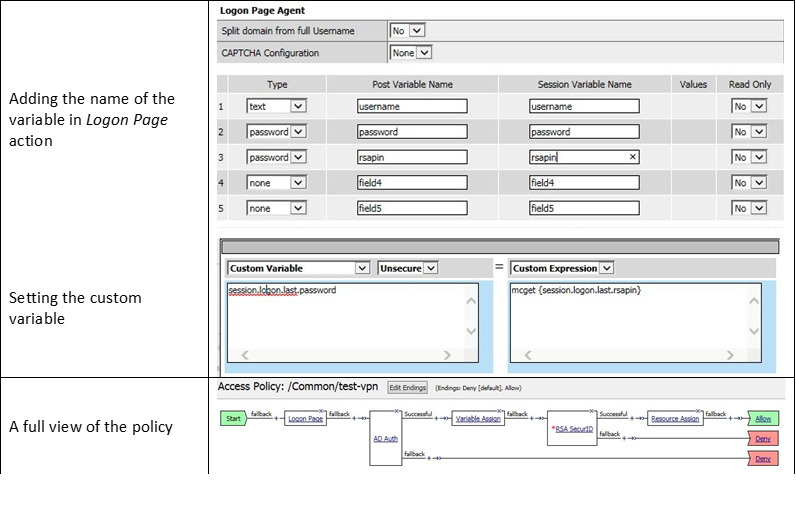 Logon Page Agent
Split domain from full Username No
CAPTCHA Configuration None
Adding the name of the
variable in Logon Page
action
Type Post Variable Name Session Variable Name Values Read Only
1 text username username No
2 password password password No
3 password rsapin rsapin × No
4 none field4 field4 No
5 none field5 field5 No
Setting the custom
variable
Custom Variable Unsecure = Custom Expression
session.logon.last.password mcget {session.logon.last.rsapin}
A full view of the policy
Access Policy: /Common/test-vpn Edit Endings (Endings: Deny [default], Allow)
Start fallback + Logon Page fallback + AD Auth Successful + Variable Assign fallback + *RSA SecurID Successful + Resource Assign fallback + Allow
fallback + Deny
fallback + Deny